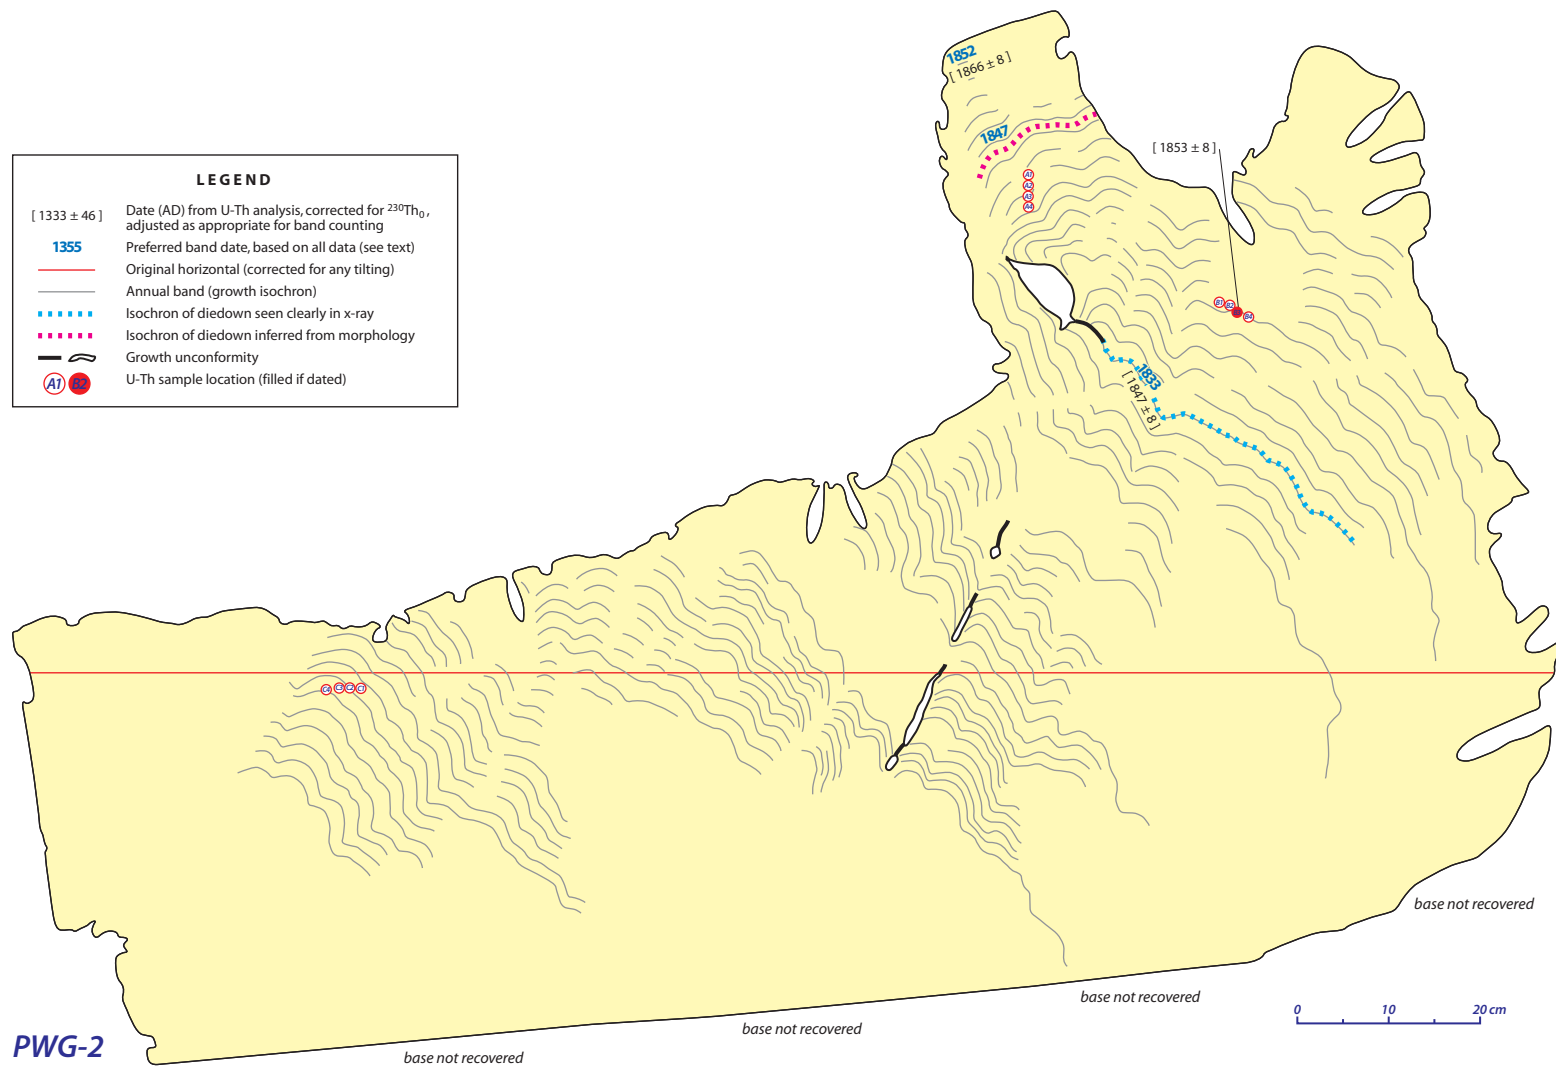 1852
[ 1866 ± 8 ]
1847
[ 1853 ± 8 ]
A1
A2
A3
A4
LEGEND
[ 1333 ± 46 ] Date (AD) from U-Th analysis, corrected for 230Th0,
adjusted as appropriate for band counting
1355 Preferred band date, based on all data (see text)
Original horizontal (corrected for any tilting)
Annual band (growth isochron)
Isochron of diedown seen clearly in x-ray
Isochron of diedown inferred from morphology
Growth unconformity
A1 B2 U-Th sample location (filled if dated)
B1 B2 B4
1833
[ 1847 ± 8 ]
C4 C3 C2 C1
base not recovered
base not recovered
base not recovered
base not recovered
0 10 20 cm
PWG-2